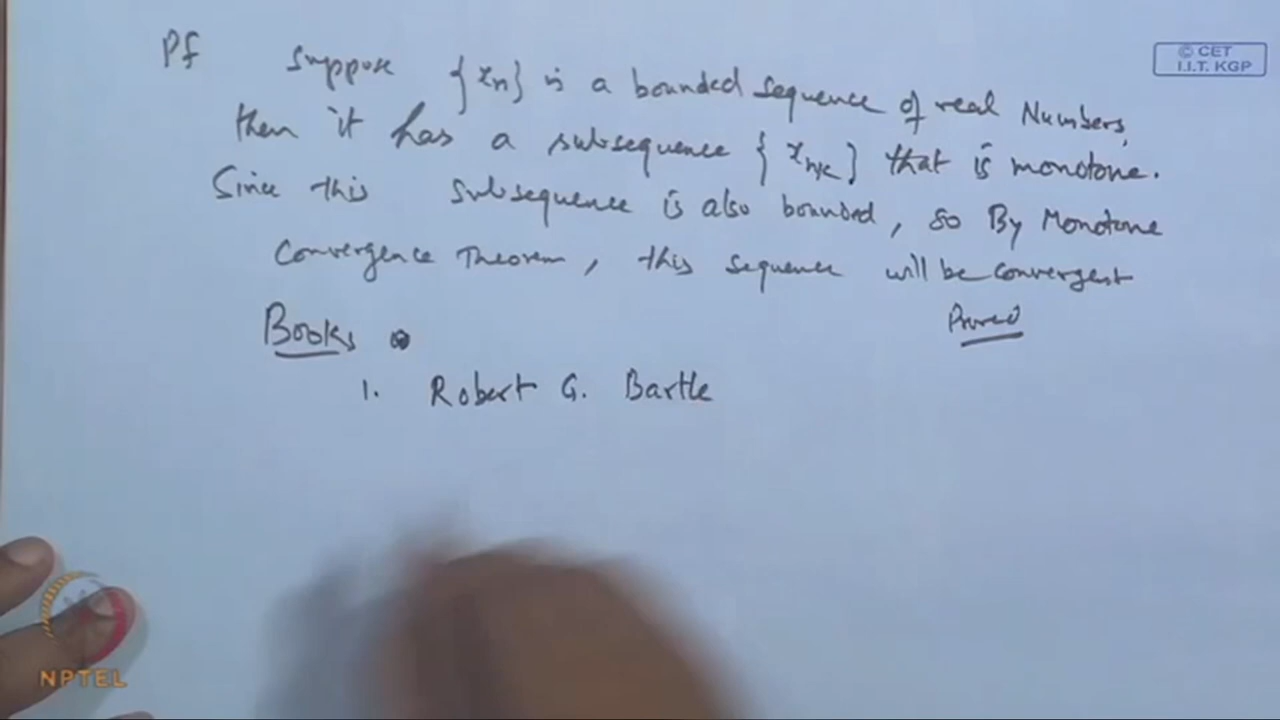 © CET
I.I.T. KGP
Pf Suppose {xn} is a bounded sequence of real Numbers,
then it has a subsequence {xnk} that is monotone.
Since this subsequence is also bounded, so By Monotone
Convergence Theorem, this sequence will be convergent
Proved
Books
1. Robert G. Bartle
NPTEL